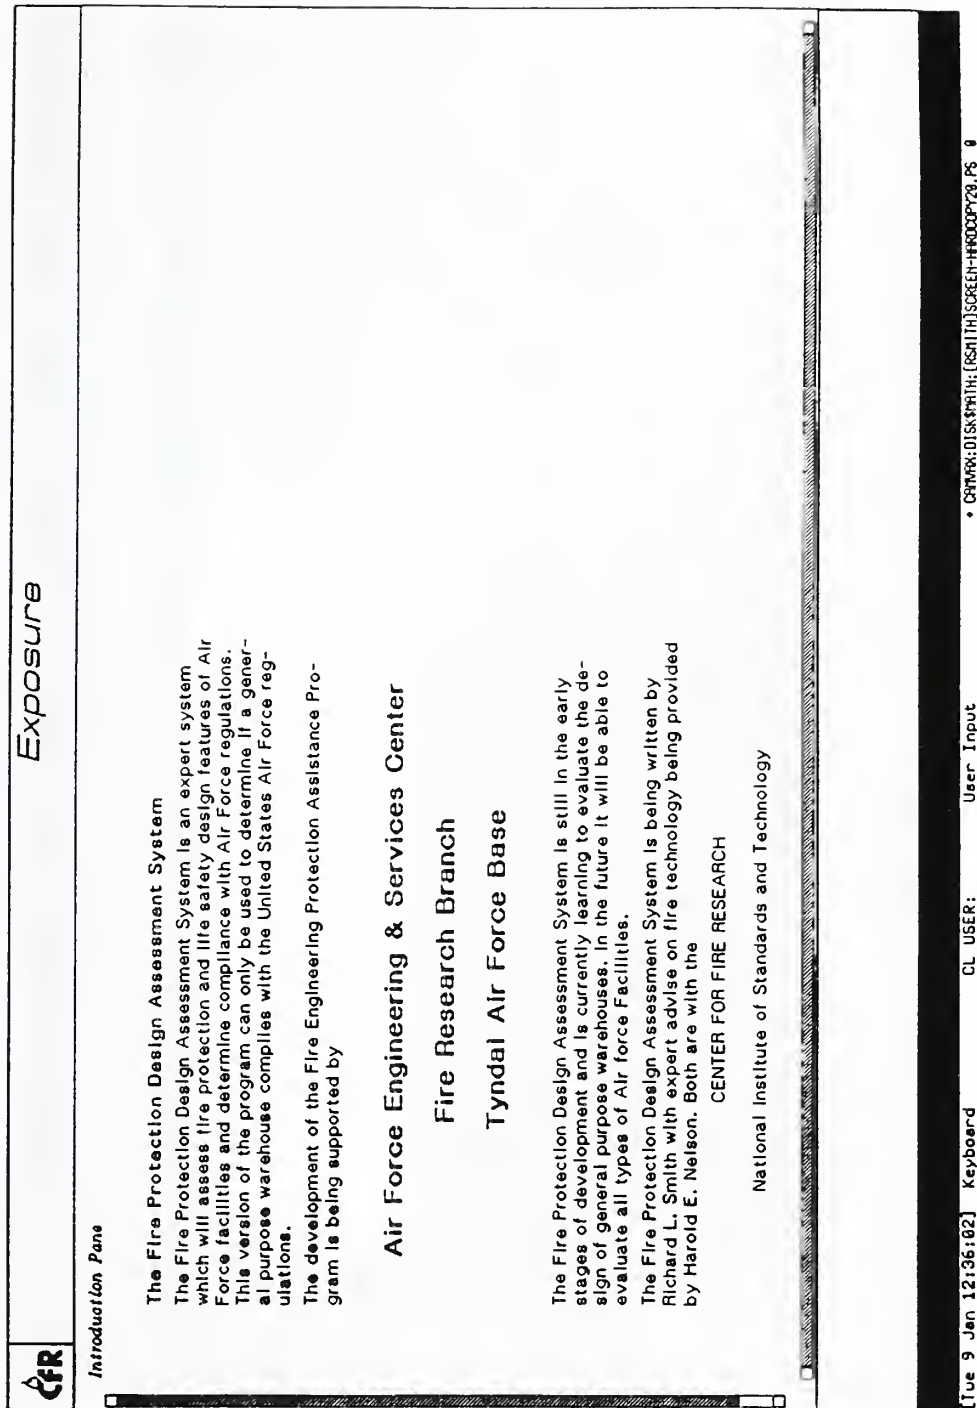 CFR
Exposure
Introduction Pane
The Fire Protection Design Assessment System
The Fire Protection Design Assessment System is an expert system
which will assess fire protection and life safety design features of Air
Force facilities and determine compliance with Air Force regulations.
This version of the program can only be used to determine if a gener-
al purpose warehouse complies with the United States Air Force reg-
ulations.
The development of the Fire Engineering Protection Assistance Pro-
gram is being supported by
Air Force Engineering & Services Center
Fire Research Branch
Tyndal Air Force Base
The Fire Protection Design Assessment System is still in the early
stages of development and is currently learning to evaluate the de-
sign of general purpose warehouses. In the future it will be able to
evaluate all types of Air force Facilities.
The Fire Protection Design Assessment System is being written by
Richard L. Smith with expert advise on fire technology being provided
by Harold E. Nelson. Both are with the
CENTER FOR FIRE RESEARCH
National Institute of Standards and Technology
[Tue 9 Jan 12:36:02] Keyboard CL USER: User Input + CAMVAX:DISK$MATH:[RSMITH]SCREEN-HARDCOPY20.PS 0